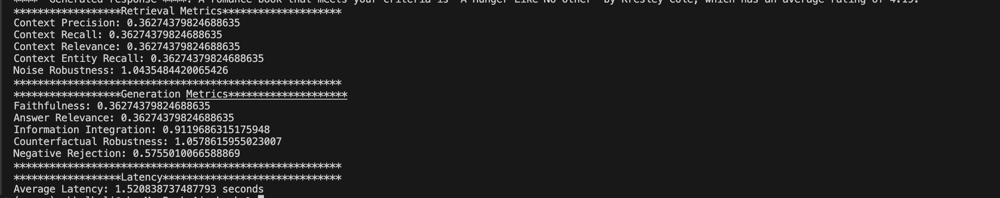 **** Generated response ****: A romance book that meets your criteria is "A Hunger Like No Other" by Kresley Cole, which has an average rating of 4.19.
******************Retrieval Metrics********************
Context Precision: 0.36274379824688635
Context Recall: 0.36274379824688635
Context Relevance: 0.36274379824688635
Context Entity Recall: 0.36274379824688635
Noise Robustness: 1.0435484420065426
*******************************************************
******************Generation Metrics********************
Faithfulness: 0.36274379824688635
Answer Relevance: 0.36274379824688635
Information Integration: 0.9119686315175948
Counterfactual Robustness: 1.0578615955023007
Negative Rejection: 0.5755010066588869
*******************************************************
******************Latency******************************
Average Latency: 1.520838737487793 seconds